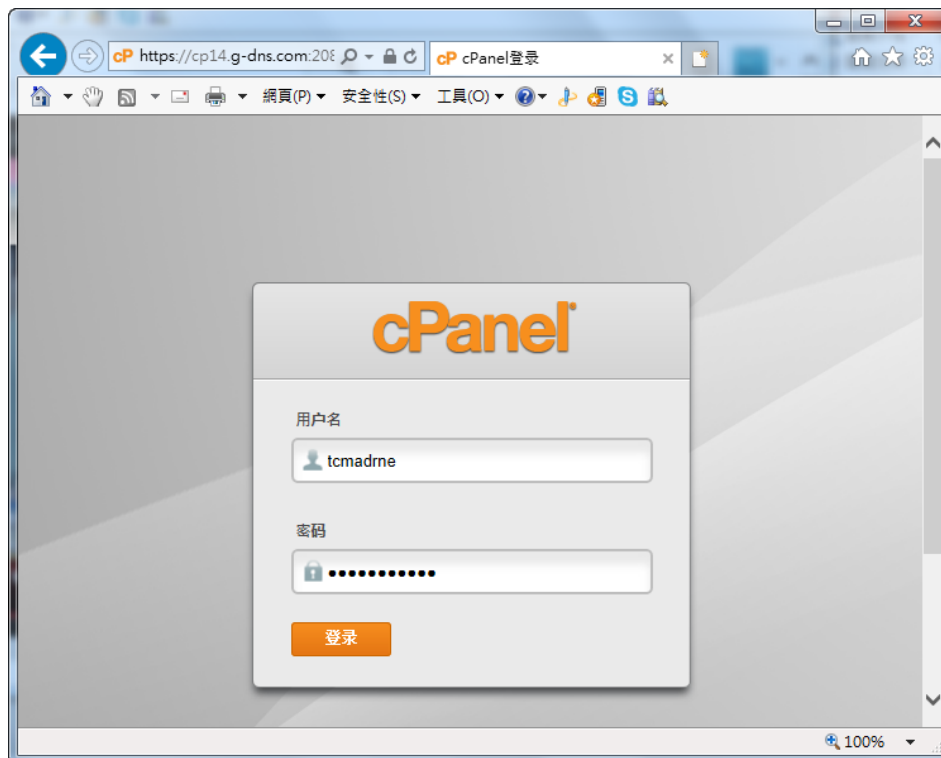 cP https://cp14.g-dns.com:208
cP cPanel登录
網頁(P) 安全性(S) 工具(O)
cPanel
用户名
tcmadrne
密码
登录
100%